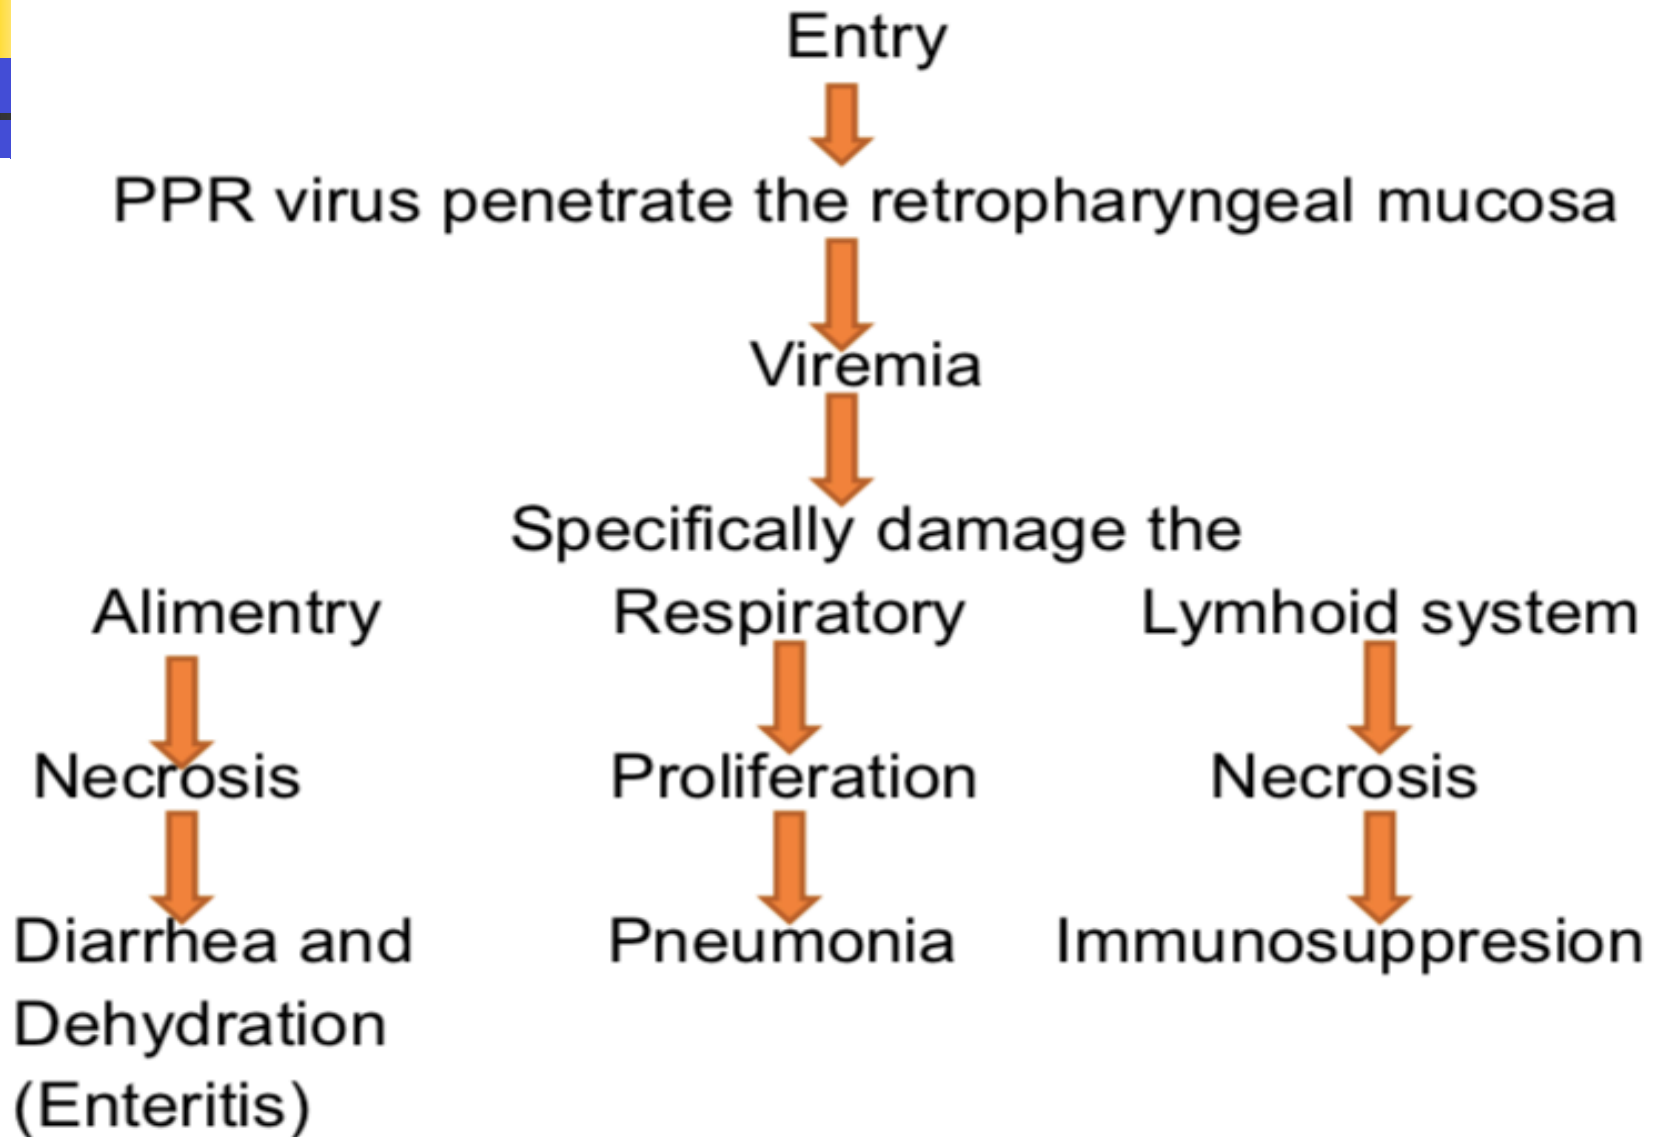 Entry
PPR virus penetrate the retropharyngeal mucosa
Viremia
Specifically damage the
Alimentry Respiratory Lymhoid system
Necrosis Proliferation Necrosis
Diarrhea and Pneumonia Immunosuppresion
Dehydration
(Enteritis)